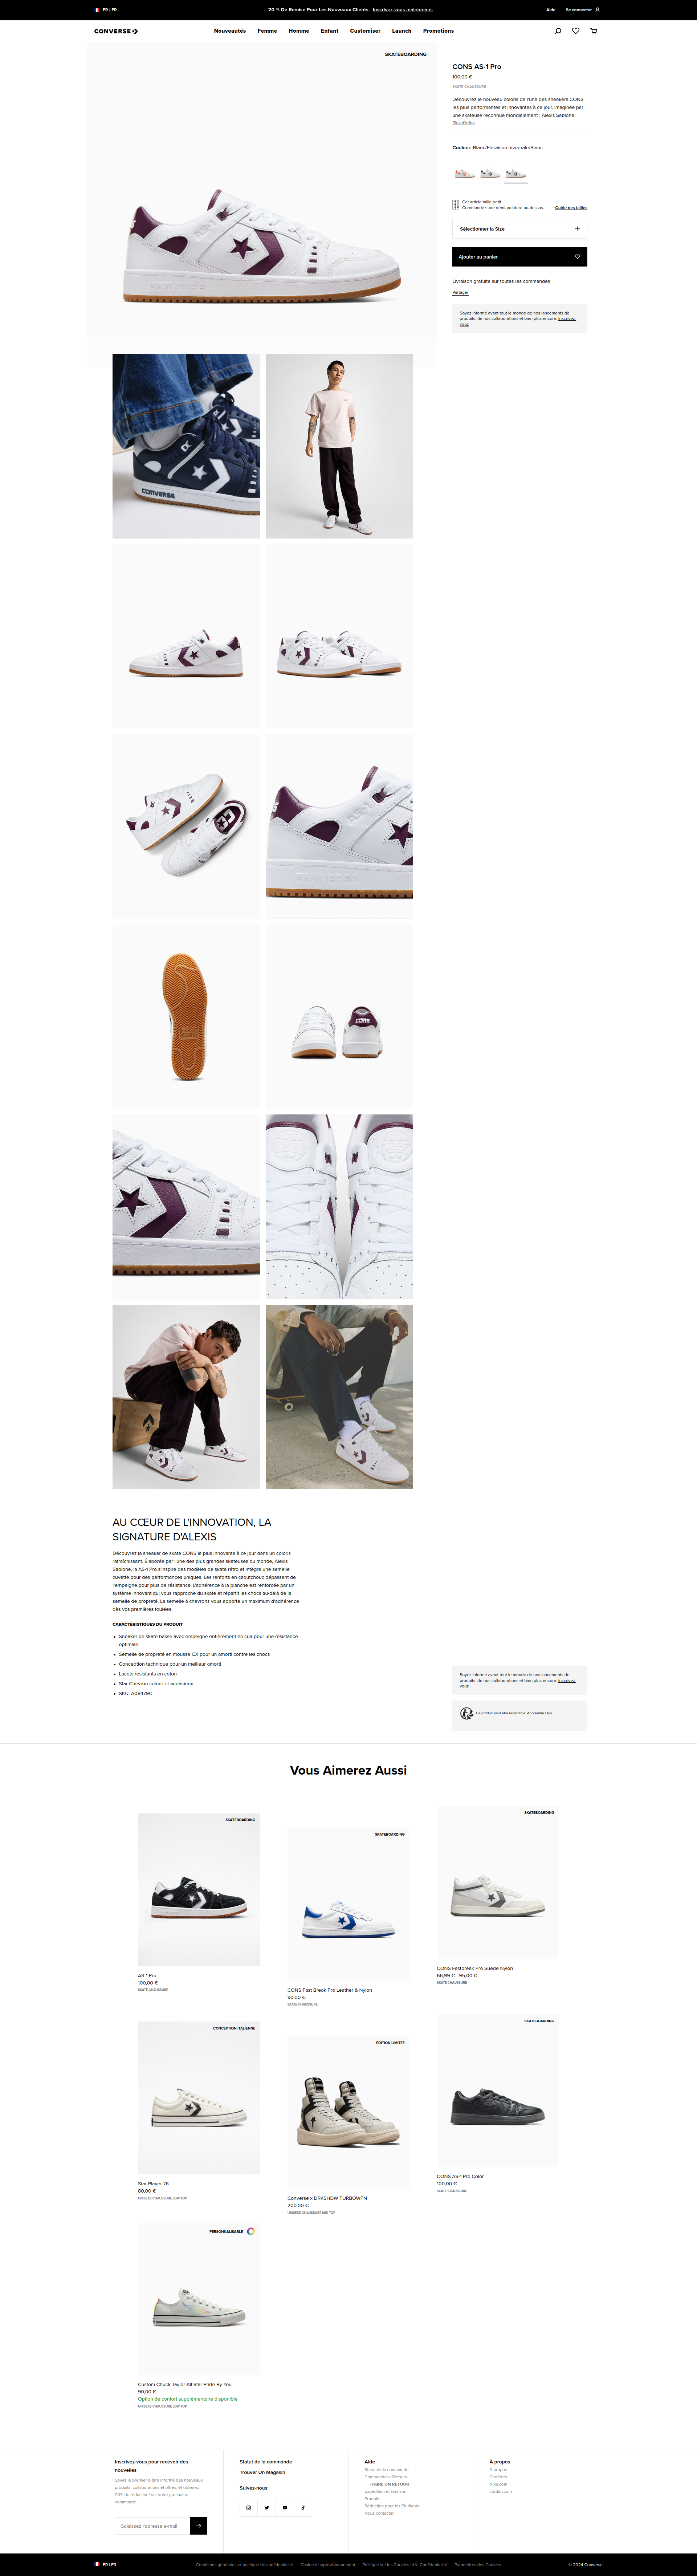 FR | FR
20 % De Remise Pour Les Nouveaux Clients. Inscrivez-vous maintenant.
Aide
Se connecter
CONVERSE
Nouveautés
Femme
Homme
Enfant
Customiser
Launch
Promotions
SKATEBOARDING
CONS AS-1 Pro
100,00 €
SKATE CHAUSSURE
Découvrez le nouveau coloris de l'une des sneakers CONS
les plus performantes et innovantes à ce jour, imaginée par
une skateuse reconnue mondialement : Alexis Sablone.
Plus d'infos
Couleur: Blanc/Floraison hivernale/Blanc
Cet article taille petit.
Commandez une demi-pointure au-dessus.
Guide des tailles
Sélectionner la Size
Ajouter au panier
Livraison gratuite sur toutes les commandes
Partager
Soyez informé avant tout le monde de nos lancements de
produits, de nos collaborations et bien plus encore. Inscrivez-
vouz
CONVERSE
CONS
AU CŒUR DE L'INNOVATION, LA
SIGNATURE D'ALEXIS
Découvrez la sneaker de skate CONS la plus innovante à ce jour dans un coloris
rafraîchissant. Élaborée par l'une des plus grandes skateuses du monde, Alexis
Sablone, la AS-1 Pro s'inspire des modèles de skate rétro et intègre une semelle
cuvette pour des performances uniques. Les renforts en caoutchouc dépassent de
l'empeigne pour plus de résistance. L'adhérence à la planche est renforcée par un
système innovant qui vous rapproche du skate et répartit les chocs au-delà de la
semelle de propreté. La semelle à chevrons vous apporte un maximum d'adhérence
dès vos premières foulées.
CARACTÉRISTIQUES DU PRODUIT
• Sneaker de skate basse avec empeigne entièrement en cuir pour une résistance
optimale
• Semelle de propreté en mousse CX pour un amorti contre les chocs
• Conception technique pour un meilleur amorti
• Lacets résistants en coton
• Star Chevron coloré et audacieux
• SKU: A08479C
Soyez informé avant tout le monde de nos lancements de
produits, de nos collaborations et bien plus encore. Inscrivez-
vouz
Ce produit peut être recyclable. Apprendre Plus
Vous Aimerez Aussi
SKATEBOARDING
AS-1 Pro
100,00 €
SKATE CHAUSSURE
SKATEBOARDING
CONS Fast Break Pro Leather & Nylon
90,00 €
SKATE CHAUSSURE
SKATEBOARDING
CONS Fastbreak Pro Suede Nylon
66,99 € - 95,00 €
SKATE CHAUSSURE
CONCEPTION ITALIENNE
Star Player 76
80,00 €
UNISEXE CHAUSSURE LOW TOP
ÉDITION LIMITÉE
Converse x DRKSHDW TURBOWPN
200,00 €
UNISEXE CHAUSSURE MID TOP
SKATEBOARDING
CONS AS-1 Pro Color
100,00 €
SKATE CHAUSSURE
PERSONNALISABLE
Custom Chuck Taylor All Star Pride By You
90,00 €
Option de confort supplémentaire disponible
UNISEXE CHAUSSURE LOW TOP
Inscrivez-vous pour recevoir des
nouvelles
Soyez le premier à être informé des nouveaux
produits, collaborations et offres, et obtenez
20% de réduction* sur votre prochaine
commande.
Saisissez l'adresse e-mail
Statut de la commande
Trouver Un Magasin
Suivez-nous:
Aide
Statut de la commande
Commandes / Retours
-FAIRE UN RETOUR
Expédition et livraison
Produits
Réduction pour les Étudiants
Nous contacter
À propos
À propos
Carrières
Nike.com
Jordan.com
FR | FR
Conditions générales et politique de confidentialité
Chaîne d'approvisionnement
Politique sur les Cookies et la Confidentialité
Paramètres des Cookies
© 2024 Converse